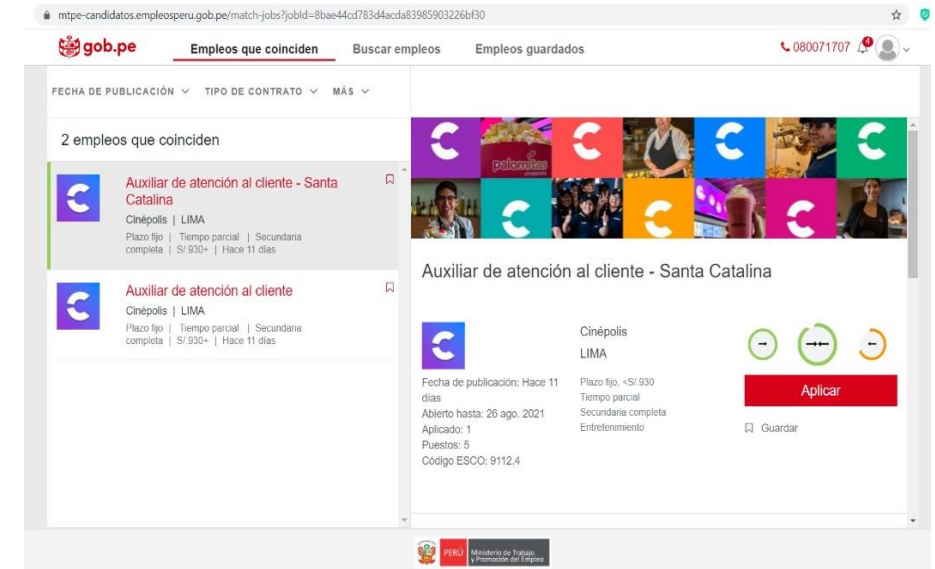 mtpe-candidatos.empleosperu.gob.pe/match-jobs?jobId=8bae44cd783d4acda83985903226bf30
gob.pe
Empleos que coinciden
Buscar empleos
Empleos guardados
080071707
4
FECHA DE PUBLICACIÓN
TIPO DE CONTRATO
MÁS
2 empleos que coinciden
Auxiliar de atención al cliente - Santa
Catalina
Cinépolis | LIMA
Plazo fijo | Tiempo parcial | Secundaria
completa | S/.930+ | Hace 11 días
Auxiliar de atención al cliente
Cinépolis | LIMA
Plazo fijo | Tiempo parcial | Secundaria
completa | S/.930+ | Hace 11 días
palomitas
Auxiliar de atención al cliente - Santa Catalina
Cinépolis
LIMA
Fecha de publicación: Hace 11
días
Abierto hasta: 26 ago. 2021
Aplicado: 1
Puestos: 5
Código ESCO: 9112.4
Plazo fijo, <S/.930
Tiempo parcial
Secundaria completa
Entretenimiento
Aplicar
Guardar
PERÚ
Ministerio de Trabajo
y Promoción del Empleo